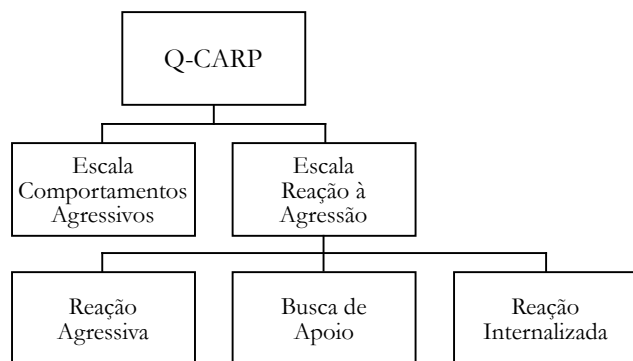 Q-CARP
Escala
Comportamentos
Agressivos
Escala
Reação à
Agressão
Reação
Agressiva
Busca de
Apoio
Reação
Internalizada